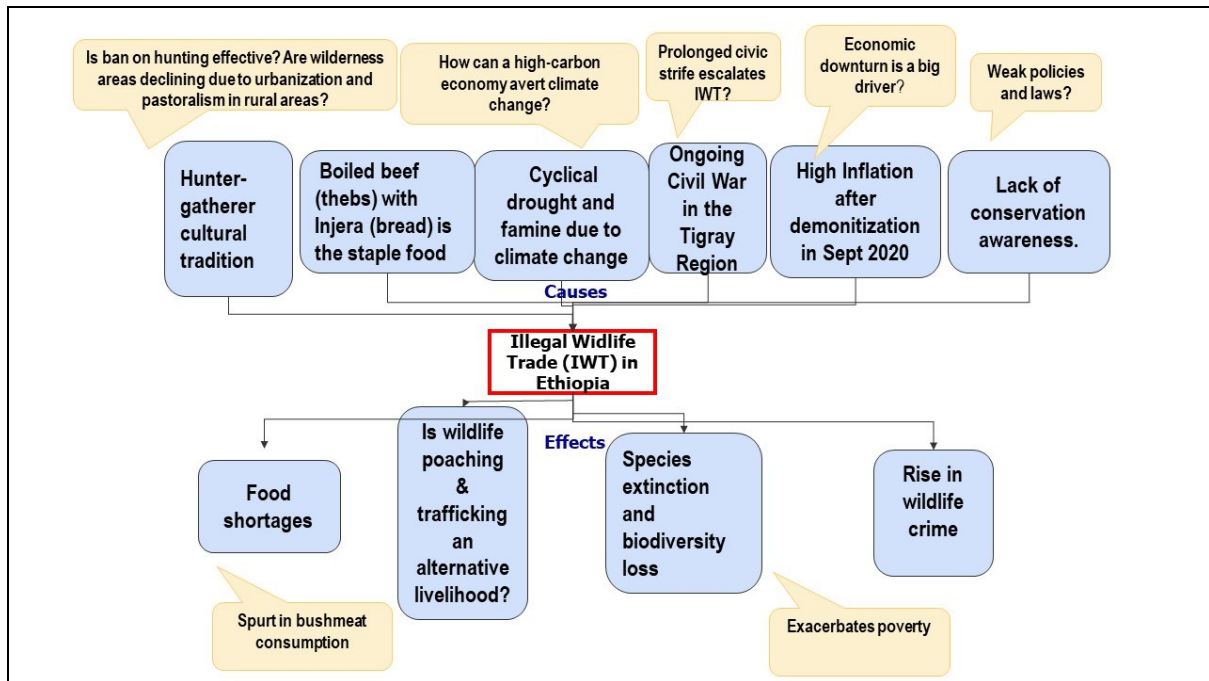 Is ban on hunting effective? Are wilderness
areas declining due to urbanization and
pastoralism in rural areas?
How can a high-carbon
economy avert climate
change?
Prolonged civic
strife escalates
IWT?
Economic
downturn is a big
driver?
Weak policies
and laws?
Hunter-
gatherer
cultural
tradition
Boiled beef
(thebs) with
Injera (bread) is
the staple food
Cyclical
drought and
famine due to
climate change
Ongoing
Civil War
in the
Tigray
Region
High Inflation
after
demonitization
in Sept 2020
Lack of
conservation
awareness.
Causes
Illegal Widlife
Trade (IWT) in
Ethiopia
Effects
Food
shortages
Is wildlife
poaching
&
trafficking
an
alternative
livelihood?
Species
extinction
and
biodiversity
loss
Rise in
wildlife
crime
Spurt in bushmeat
consumption
Exacerbates poverty